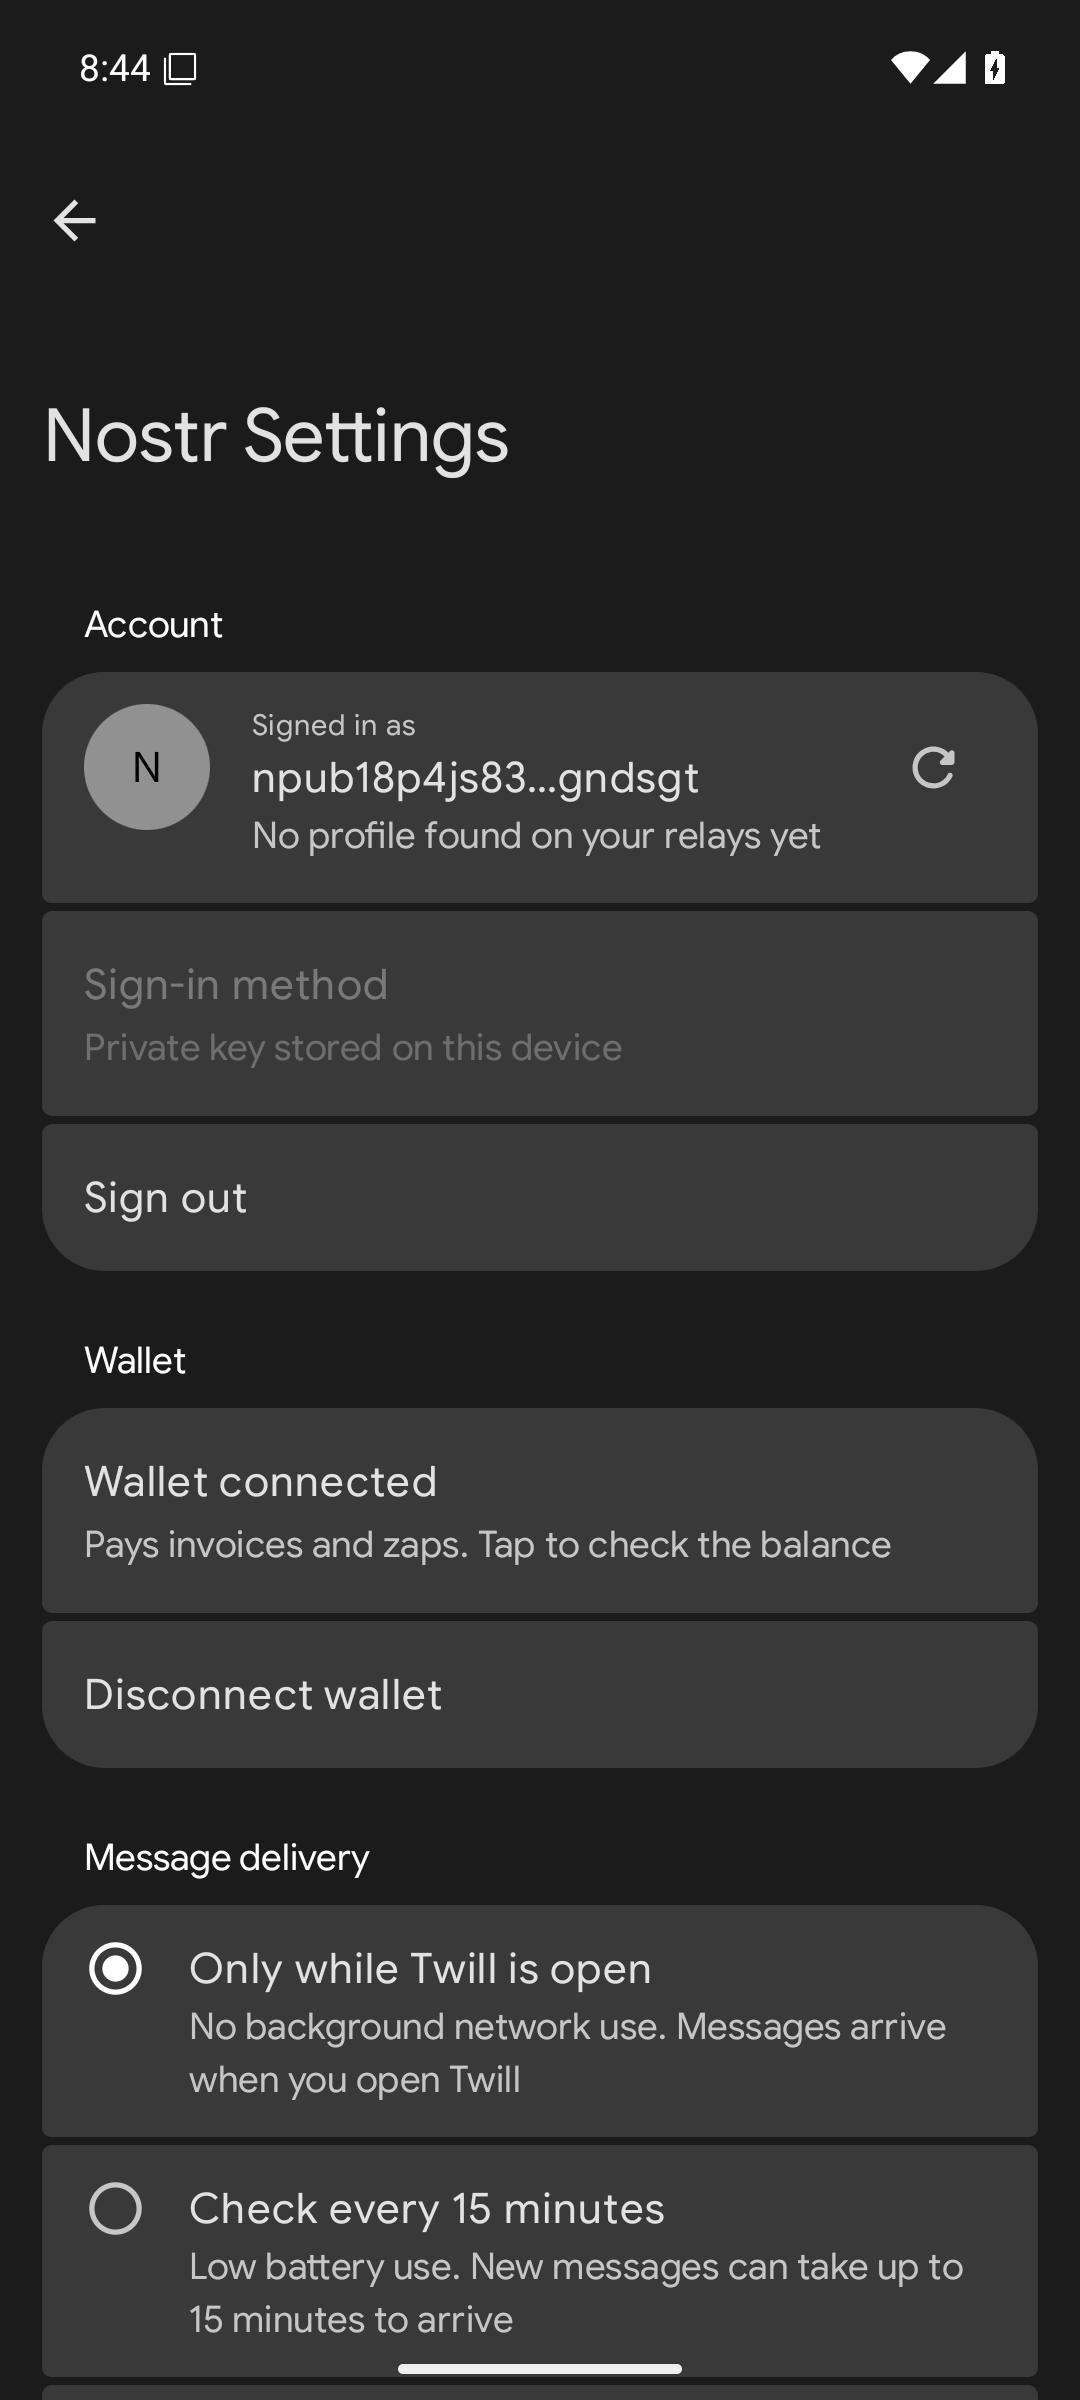 8:44
Nostr Settings
Account
N
Signed in as
npub18p4js83...gndsgt
No profile found on your relays yet
Sign-in method
Private key stored on this device
Sign out
Wallet
Wallet connected
Pays invoices and zaps. Tap to check the balance
Disconnect wallet
Message delivery
Only while Twill is open
No background network use. Messages arrive
when you open Twill
Check every 15 minutes
Low battery use. New messages can take up to
15 minutes to arrive